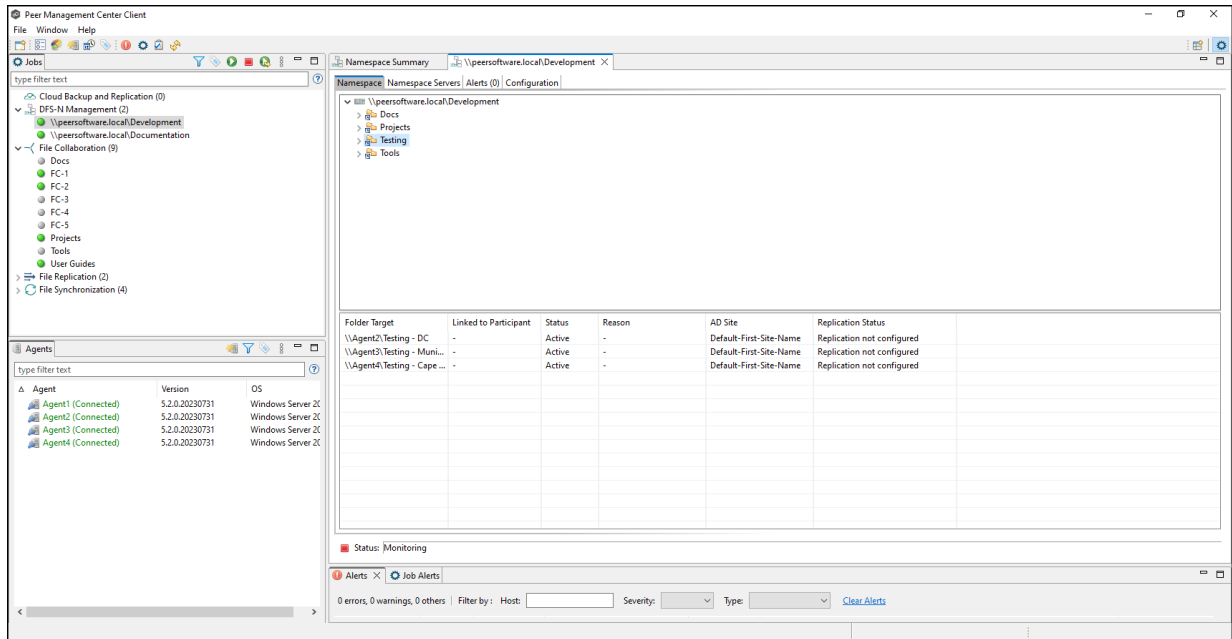 Peer Management Center Client
File Window Help
Jobs
type filter text
Cloud Backup and Replication (0)
DFS-N Management (2)
\\peersoftware.local\Development
\\peersoftware.local\Documentation
File Collaboration (9)
Docs
FC-1
FC-2
FC-3
FC-4
FC-5
Projects
Tools
User Guides
File Replication (2)
File Synchronization (4)
Agents
type filter text
Agent Version OS
Agent1 (Connected) 5.2.0.20230731 Windows Server 20
Agent2 (Connected) 5.2.0.20230731 Windows Server 20
Agent3 (Connected) 5.2.0.20230731 Windows Server 20
Agent4 (Connected) 5.2.0.20230731 Windows Server 20
Namespace Summary \\peersoftware.local\Development
Namespace Namespace Servers Alerts (0) Configuration
\\peersoftware.local\Development
Docs
Projects
Testing
Tools
Folder Target Linked to Participant Status Reason AD Site Replication Status
\\Agent2\Testing - DC - Active - Default-First-Site-Name Replication not configured
\\Agent3\Testing - Muni... - Active - Default-First-Site-Name Replication not configured
\\Agent4\Testing - Cape ... - Active - Default-First-Site-Name Replication not configured
Status: Monitoring
Alerts Job Alerts
0 errors, 0 warnings, 0 others Filter by : Host: Severity: Type: Clear Alerts